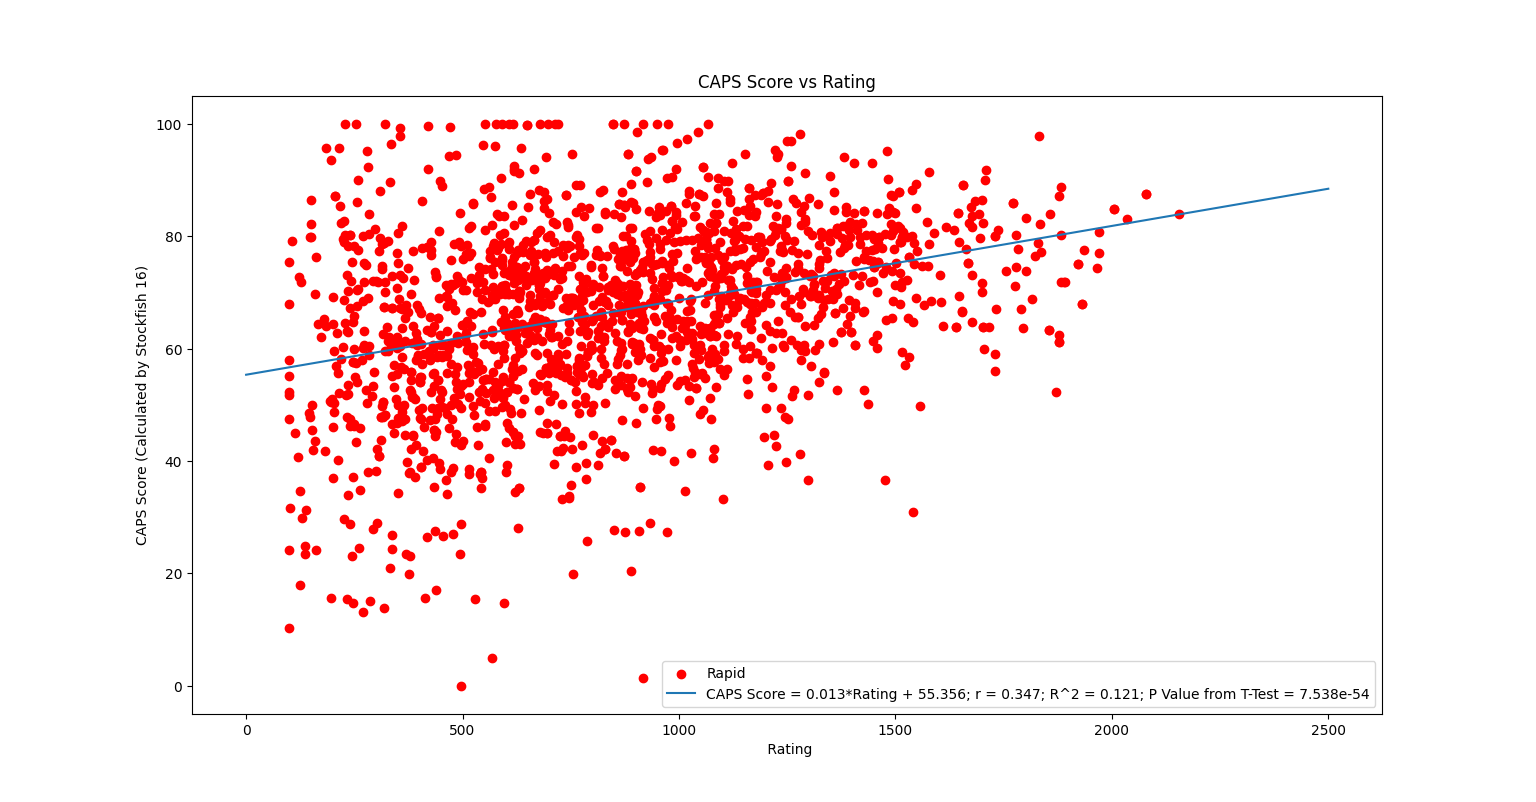 CAPS Score vs Rating
100
80
60
40
20
0
CAPS Score (Calculated by Stockfish 16)
Rapid
CAPS Score = 0.013*Rating + 55.356; r = 0.347; R^2 = 0.121; P Value from T-Test = 7.538e-54
0
500
1000
1500
2000
2500
Rating